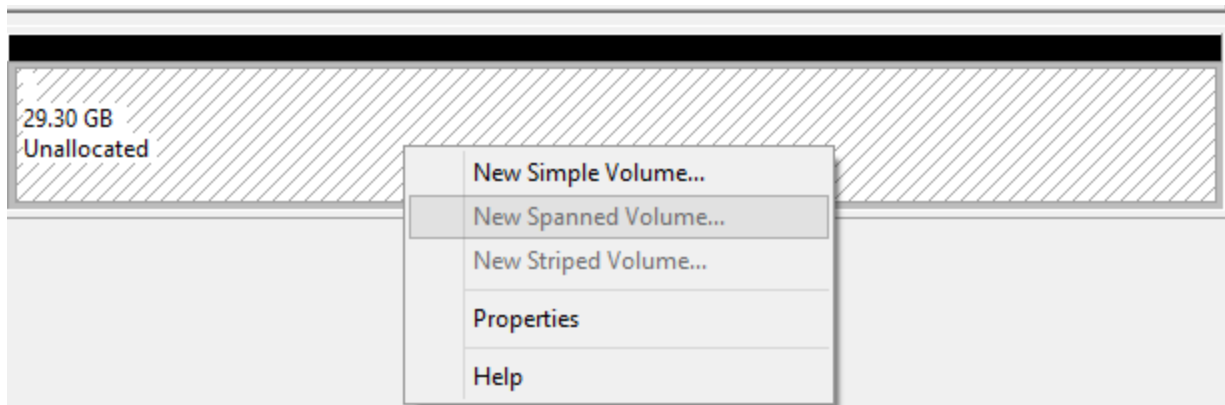 29.30 GB
Unallocated
New Simple Volume...
New Spanned Volume...
New Striped Volume...
Properties
Help